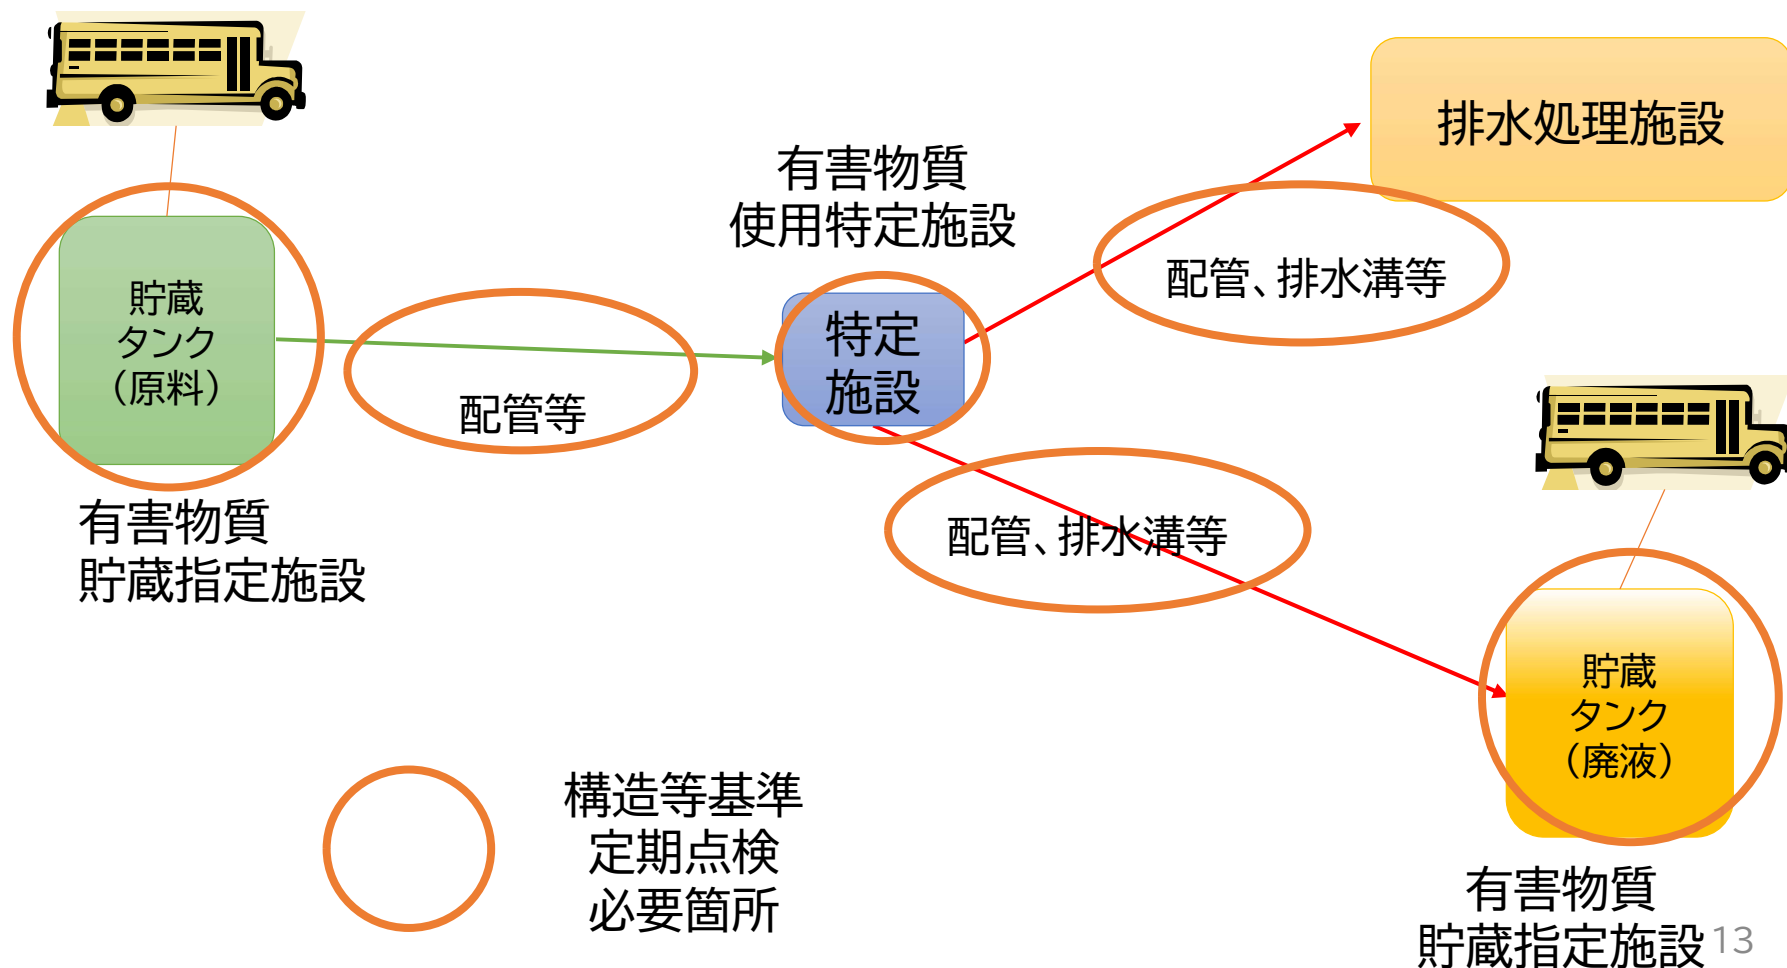 排水処理施設
有害物質
使用特定施設
配管、排水溝等
貯蔵
タンク
（原料）
特定
施設
配管等
有害物質
貯蔵指定施設
配管、排水溝等
貯蔵
タンク
（廃液）
構造等基準
定期点検
必要箇所
有害物質
貯蔵指定施設
13